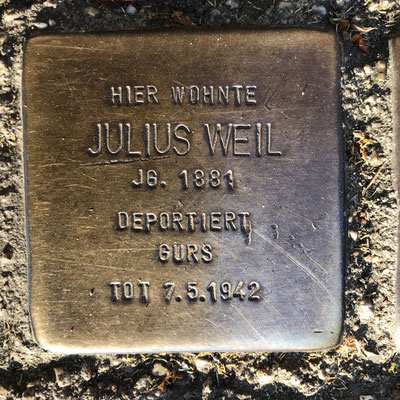 HIER WOHNTE
JULIUS WEIL
JG. 1881
DEPORTIERT
GURS
TOT 7.5.1942